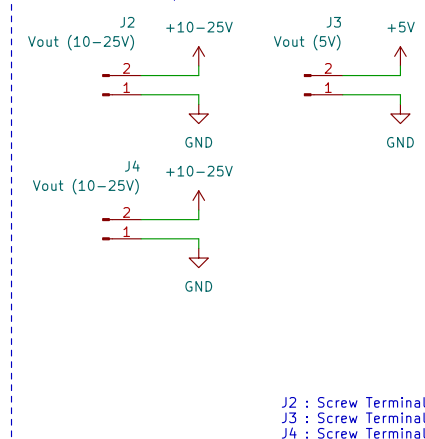 J2
+10-25V
Vout (10-25V)
2
1
GND
J3
+5V
Vout (5V)
2
1
GND
J4
+10-25V
Vout (10-25V)
2
1
GND
J2 : Screw Terminal
J3 : Screw Terminal
J4 : Screw Terminal